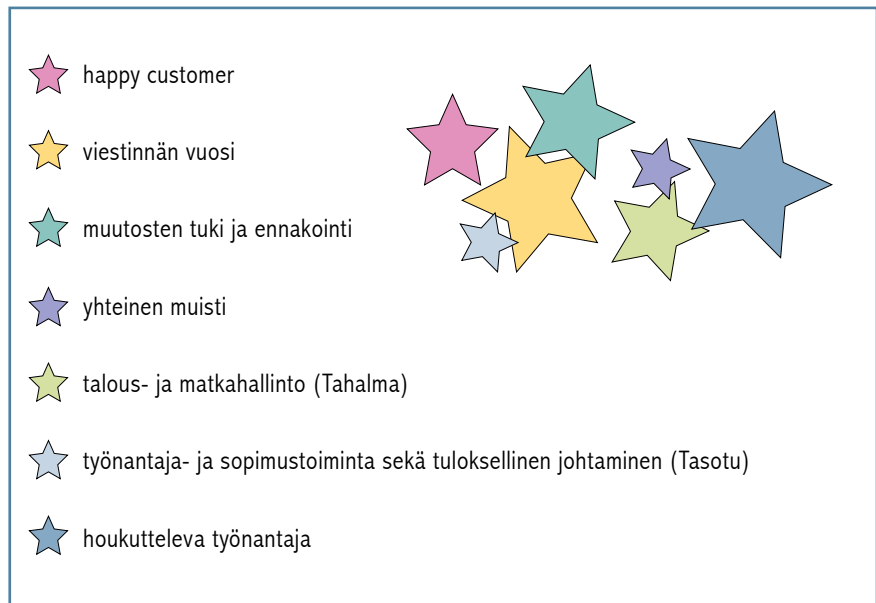 happy customer
viestinnän vuosi
muutosten tuki ja ennakointi
yhteinen muisti
talous- ja matkahallinto (Tahalma)
työnantaja- ja sopimustoiminta sekä tuloksellinen johtaminen (Tasotu)
houkutteleva työnantaja